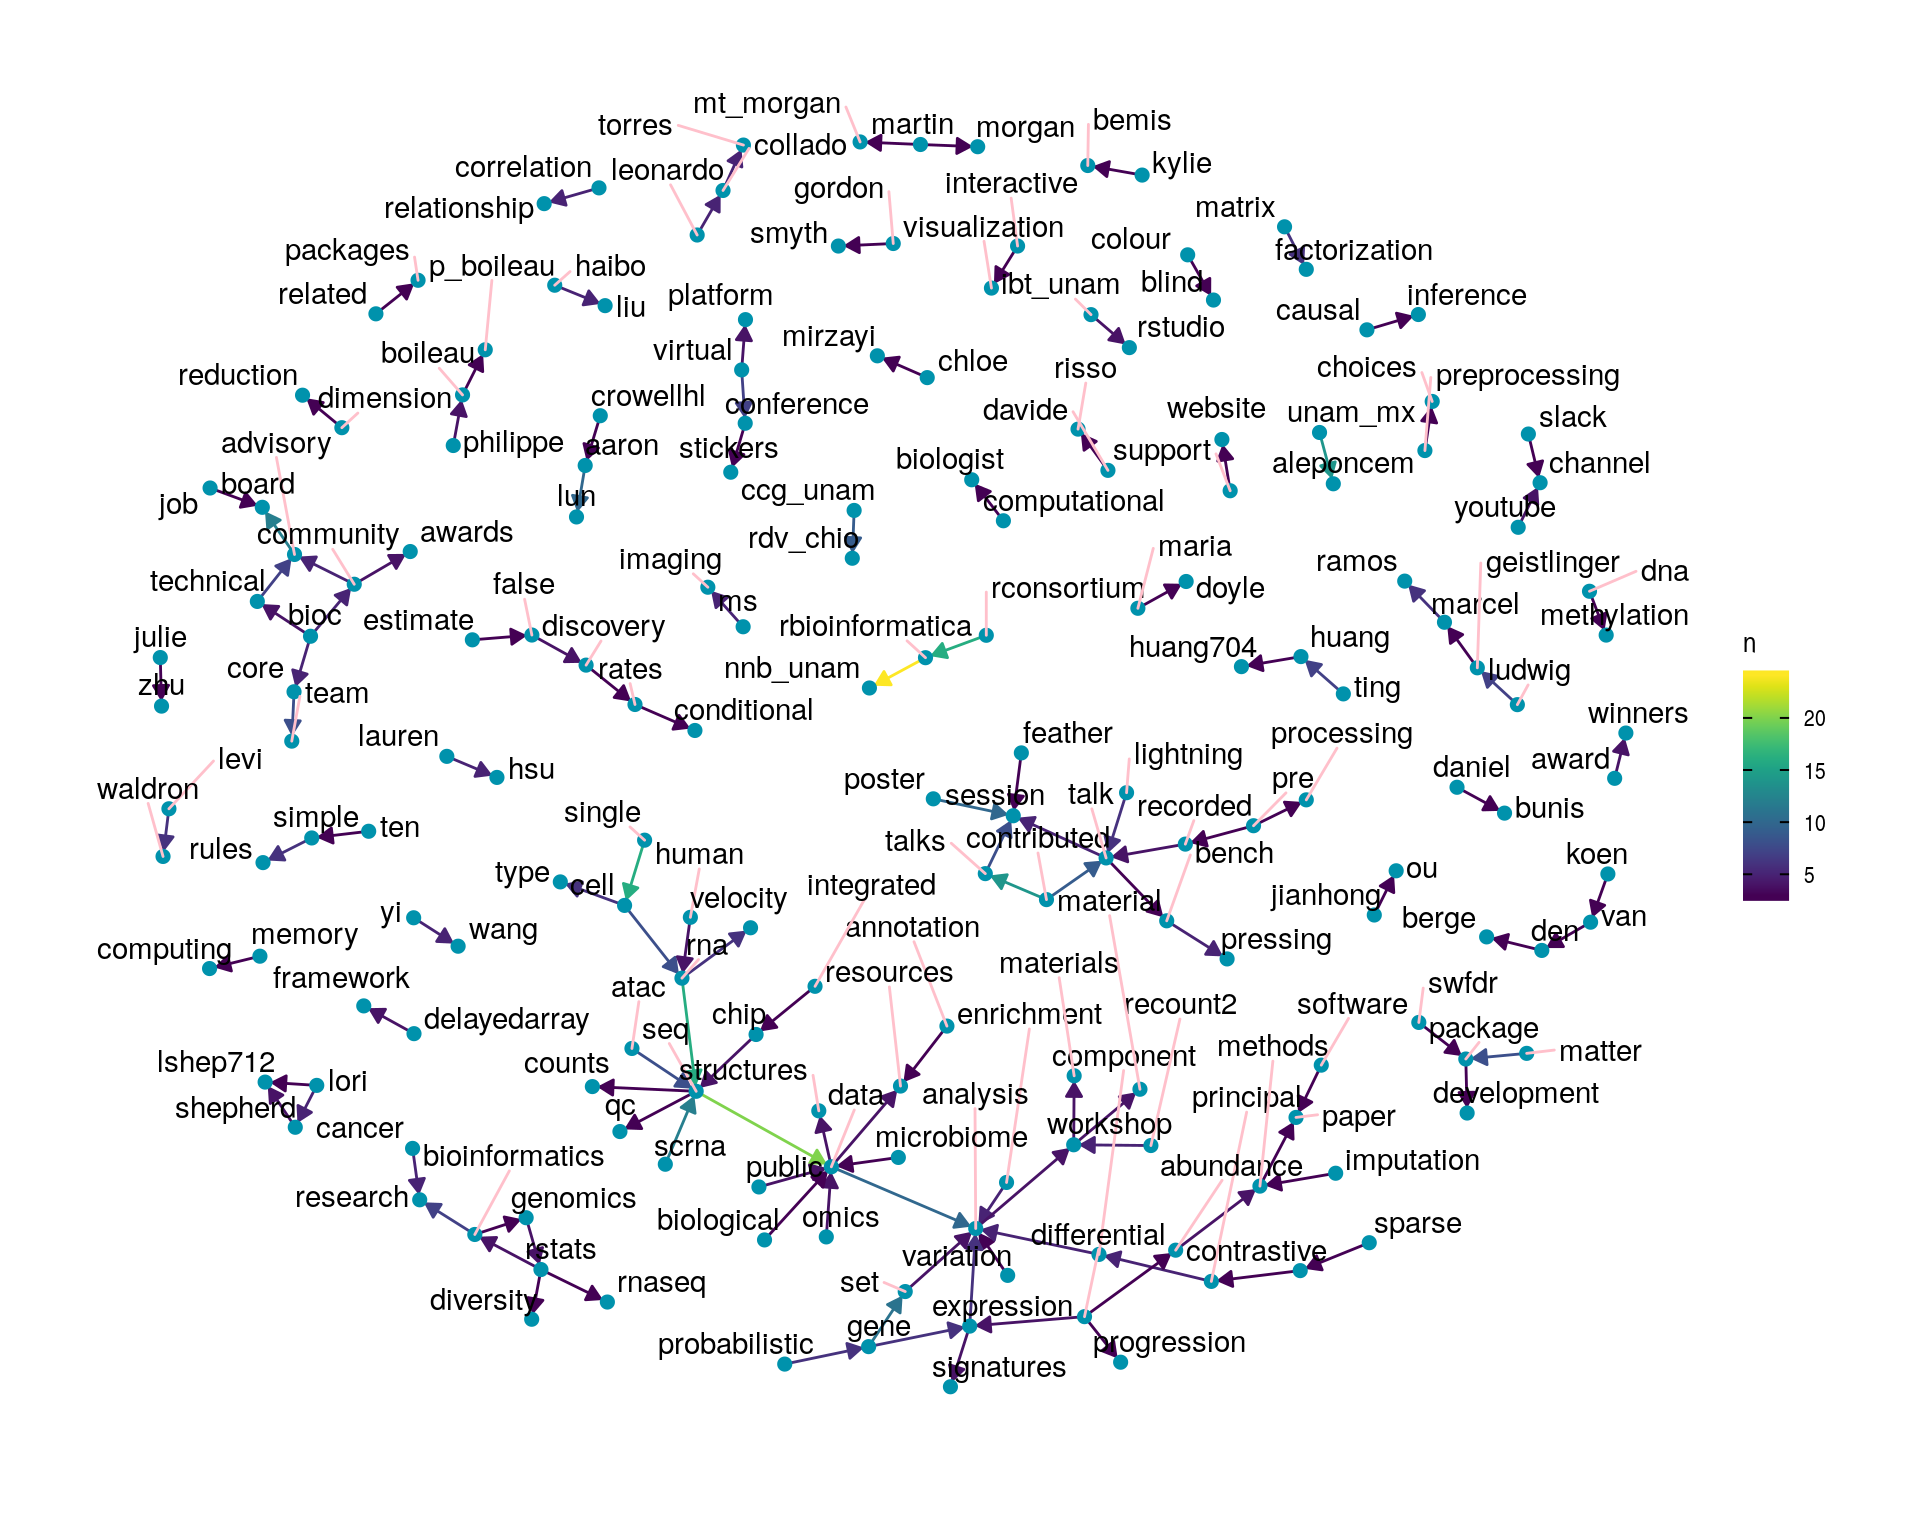 mt_morgan
torres
martin
morgan
bemis
collado
correlation
leonardo
kylie
relationship
gordon
interactive
matrix
smyth
visualization
colour
factorization
packages
p_boileau
haibo
related
liu
platform
lbt_unam
blind
causal
inference
mirzayi
rstudio
boileau
virtual
chloe
risso
choices
preprocessing
reduction
dimension
crowellhl
conference
davide
website
unam_mx
slack
advisory
philippe
aaron
stickers
biologist
support
aleponcem
channel
job
board
lun
ccg_unam
computational
youtube
community
awards
rdv_chio
maria
ramos
geistlinger
dna
technical
imaging
false
rconsortium
doyle
marcel
methylation
bioc
estimate
discovery
ms
rbioinformatica
huang704
huang
julie
core
rates
nnb_unam
ting
ludwig
zhu
team
conditional
winners
lauren
hsu
feather
lightning
processing
levi
award
waldron
poster
session
talk
pre
daniel
recorded
bunis
simple
ten
single
talks
contributed
rules
human
bench
koen
type
cell
integrated
ou
velocity
material
jianhong
yi
wang
annotation
berge
van
computing
memory
rna
pressing
den
framework
atac
resources
materials
swfdr
delayedarray
seq
chip
enrichment
recount2
software
package
lshep712
lori
counts
structures
component
methods
matter
shepherd
qc
data
analysis
principal
development
cancer
scrna
microbiome
workshop
paper
bioinformatics
public
abundance
imputation
research
genomics
biological
omics
differential
sparse
rstats
variation
contrastive
diversity
rnaseq
set
expression
probabilistic
gene
progression
signatures
n
20
15
10
5